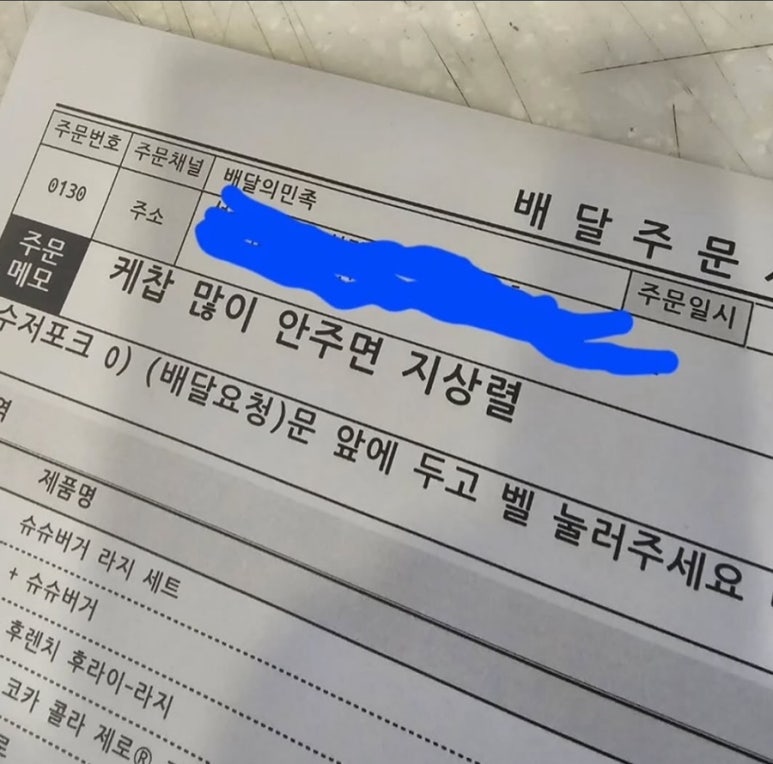 배 달 주 문
주문번호 주문채널 배달의민족
0130 주소 주문일시
주문 메모 케찹 많이 안주면 지상렬
수저포크 O) (배달요청)문 앞에 두고 벨 눌러주세요
역
제품명
슈슈버거 라지 세트
+ 슈슈버거
후렌치 후라이-라지
코카 콜라 제로®